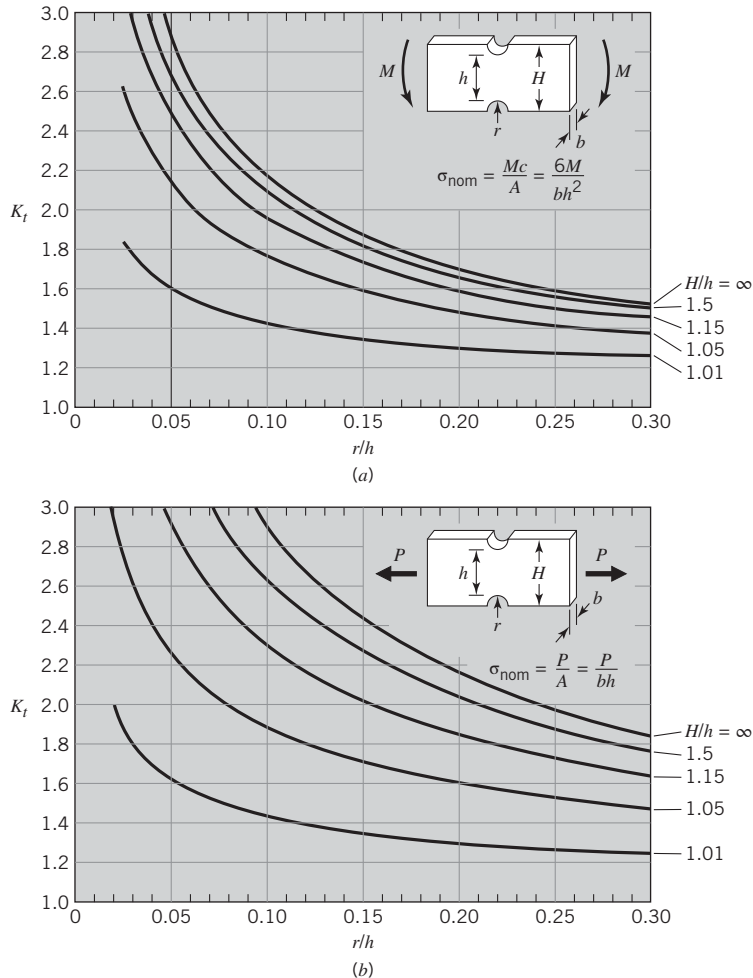 3.0
2.8
2.6
2.4
2.2
2.0
1.8
1.6
1.4
1.2
1.0
K_t
M
h
H
M
r
b
σ_nom = Mc/A = 6M/bh²
H/h = ∞
1.5
1.15
1.05
1.01
0 0.05 0.10 0.15 0.20 0.25 0.30
r/h
(a)
3.0
2.8
2.6
2.4
2.2
2.0
1.8
1.6
1.4
1.2
1.0
K_t
P
h
H
P
b
r
σ_nom = P/A = P/bh
H/h = ∞
1.5
1.15
1.05
1.01
0 0.05 0.10 0.15 0.20 0.25 0.30
r/h
(b)